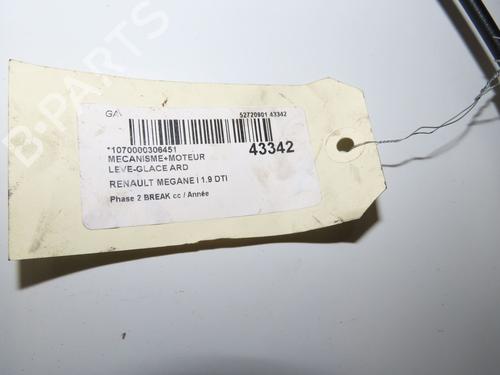 B-PARTS
GA
52720901 43342
*1070000306451
43342
MECANISME+MOTEUR
LEVE-GLACE ARD
RENAULT MEGANE I 1.9 DTI
Phase 2 BREAK cc / Année